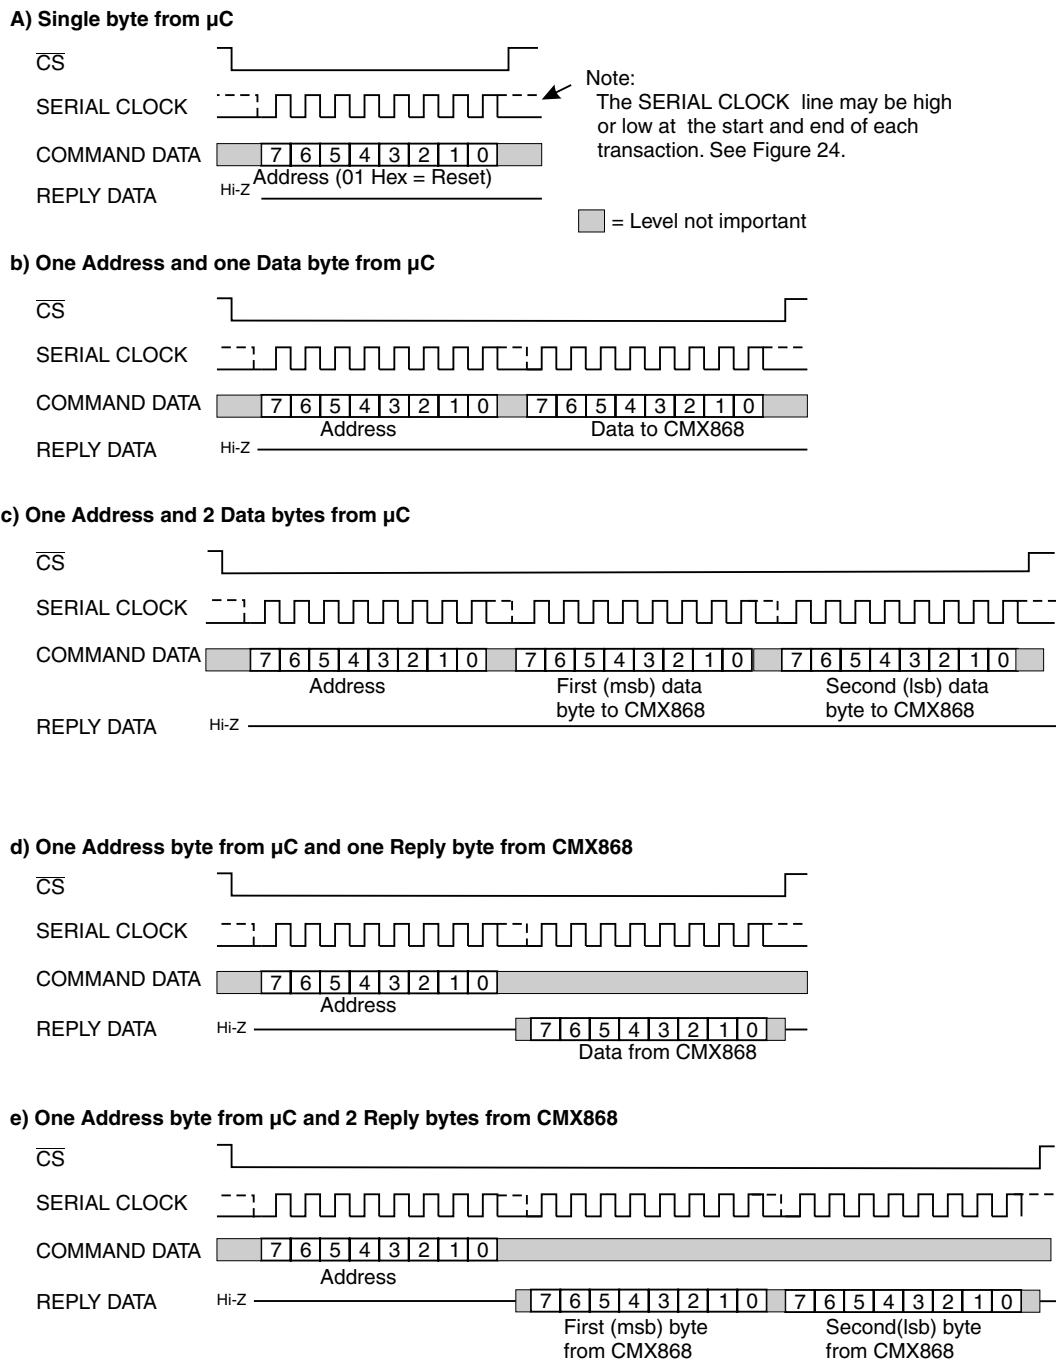 A) Single byte from µC
CS
SERIAL CLOCK
Note:
The SERIAL CLOCK line may be high
or low at the start and end of each
transaction. See Figure 24.
COMMAND DATA 7 6 5 4 3 2 1 0
Address (01 Hex = Reset)
REPLY DATA Hi-Z
= Level not important
b) One Address and one Data byte from µC
CS
SERIAL CLOCK
COMMAND DATA 7 6 5 4 3 2 1 0 7 6 5 4 3 2 1 0
Address Data to CMX868
REPLY DATA Hi-Z
c) One Address and 2 Data bytes from µC
CS
SERIAL CLOCK
COMMAND DATA 7 6 5 4 3 2 1 0 7 6 5 4 3 2 1 0 7 6 5 4 3 2 1 0
Address First (msb) data Second (lsb) data
byte to CMX868 byte to CMX868
REPLY DATA Hi-Z
d) One Address byte from µC and one Reply byte from CMX868
CS
SERIAL CLOCK
COMMAND DATA 7 6 5 4 3 2 1 0
Address
REPLY DATA Hi-Z 7 6 5 4 3 2 1 0
Data from CMX868
e) One Address byte from µC and 2 Reply bytes from CMX868
CS
SERIAL CLOCK
COMMAND DATA 7 6 5 4 3 2 1 0
Address
REPLY DATA Hi-Z 7 6 5 4 3 2 1 0 7 6 5 4 3 2 1 0
First (msb) byte Second(lsb) byte
from CMX868 from CMX868